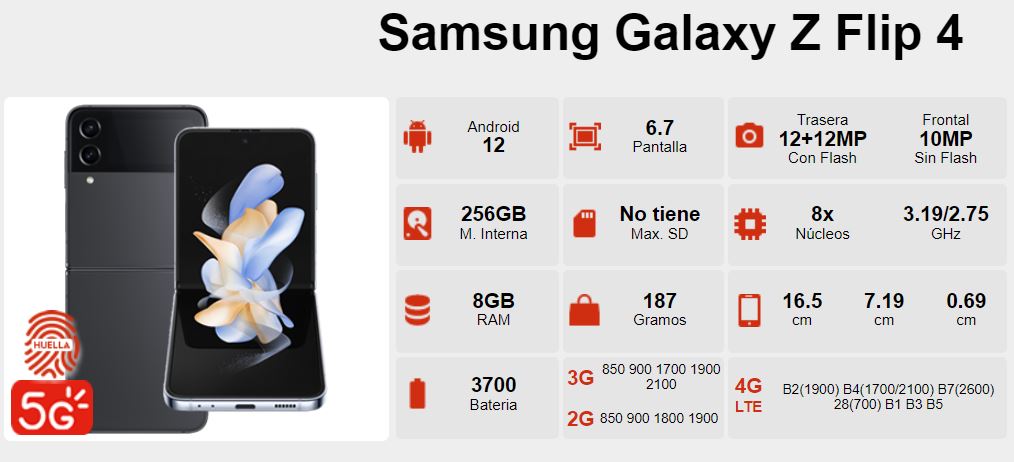 Samsung Galaxy Z Flip 4
Android
12
6.7
Pantalla
Trasera
12+12MP
Con Flash
Frontal
10MP
Sin Flash
256GB
M. Interna
No tiene
Max. SD
8x
Núcleos
3.19/2.75
GHz
8GB
RAM
187
Gramos
16.5
cm
7.19
cm
0.69
cm
3700
Bateria
3G 850 900 1700 1900
2100
2G 850 900 1800 1900
4G
LTE
B2(1900) B4(1700/2100) B7(2600)
28(700) B1 B3 B5
HUELLA
5G